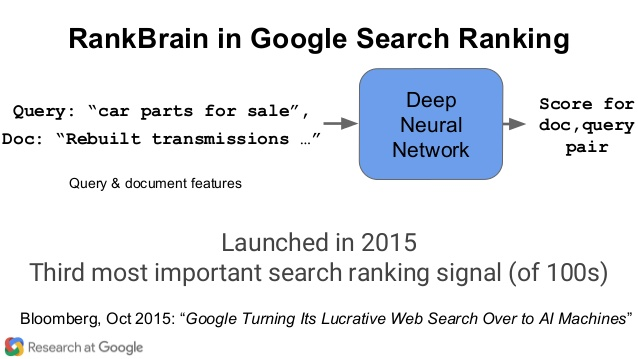 RankBrain in Google Search Ranking
Query: “car parts for sale”,
Doc: “Rebuilt transmissions …”
Query & document features
Deep
Neural
Network
Score for
doc,query
pair
Launched in 2015
Third most important search ranking signal (of 100s)
Bloomberg, Oct 2015: “Google Turning Its Lucrative Web Search Over to AI Machines”
Research at Google